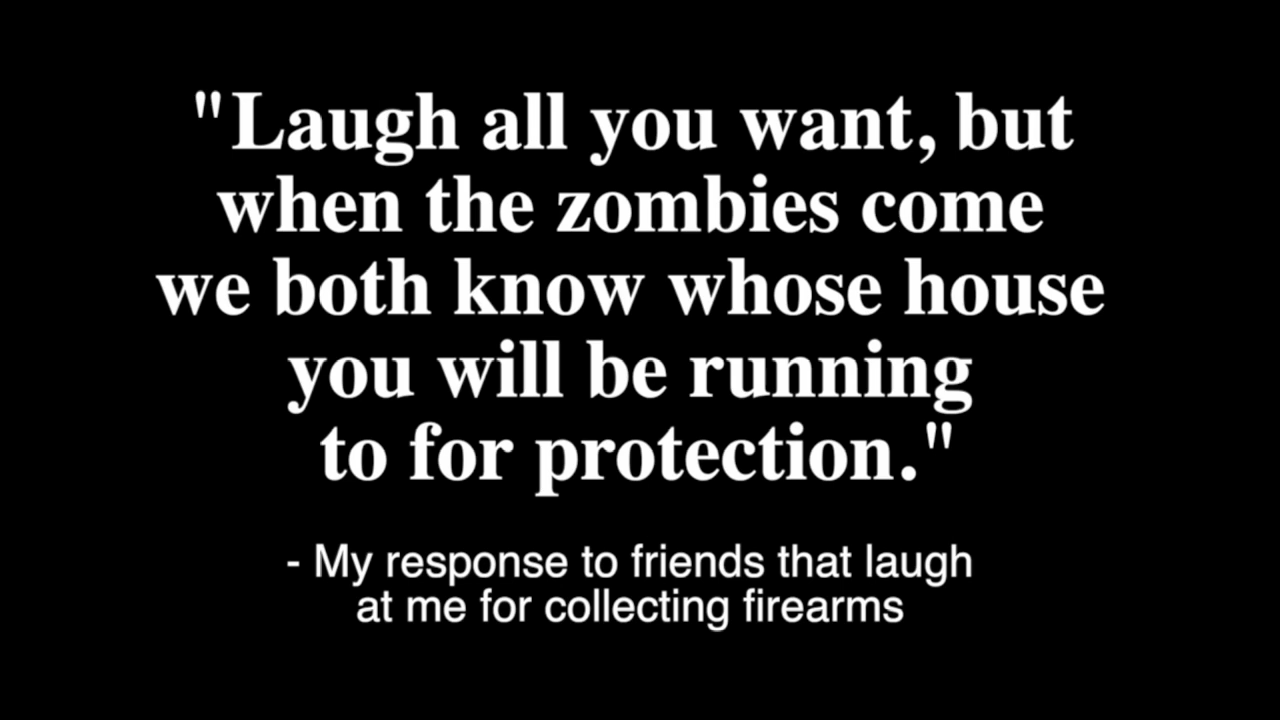 "Laugh all you want, but
when the zombies come
we both know whose house
you will be running
to for protection."
- My response to friends that laugh
at me for collecting firearms